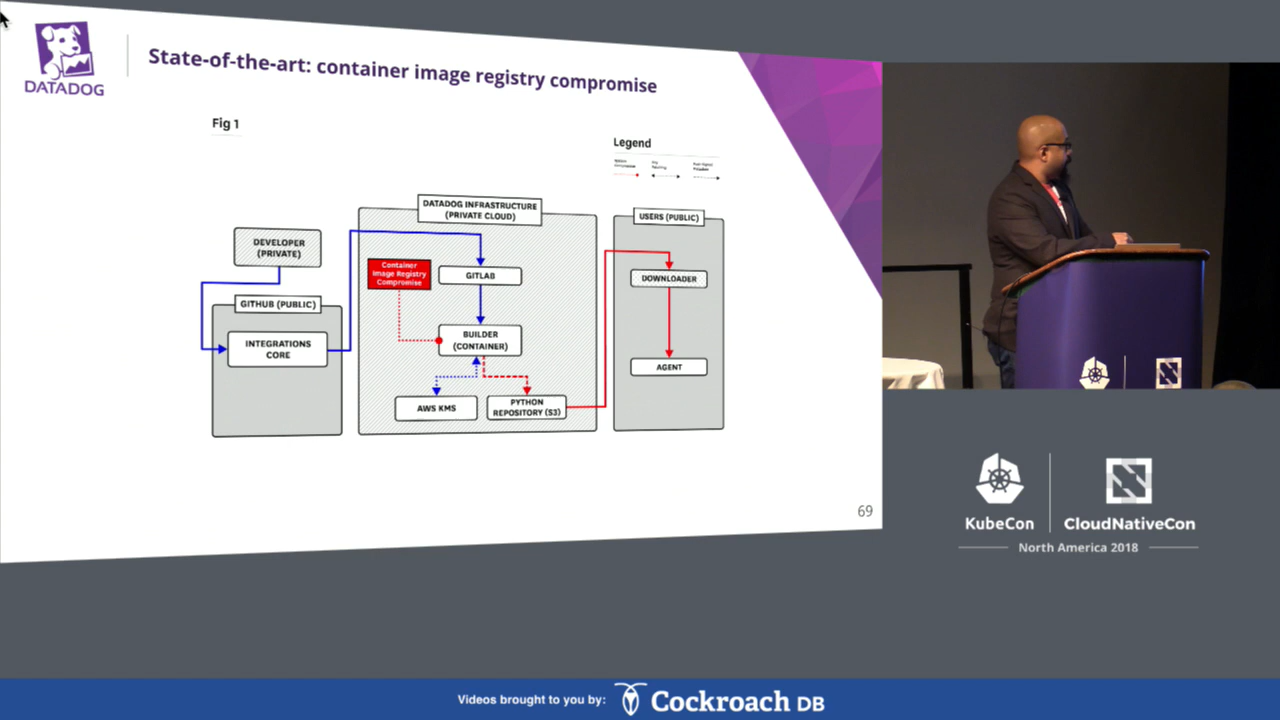 DATADOG
State-of-the-art: container image registry compromise
Fig 1
Legend
DATADOG INFRASTRUCTURE
(PRIVATE CLOUD)
USERS (PUBLIC)
DEVELOPER
(PRIVATE)
Container
Image Registry
Compromise
GITLAB
DOWNLOADER
GITHUB (PUBLIC)
INTEGRATIONS
CORE
BUILDER
(CONTAINER)
AGENT
AWS KMS
PYTHON
REPOSITORY (S3)
69
KubeCon
CloudNativeCon
North America 2018
Videos brought to you by:
Cockroach DB